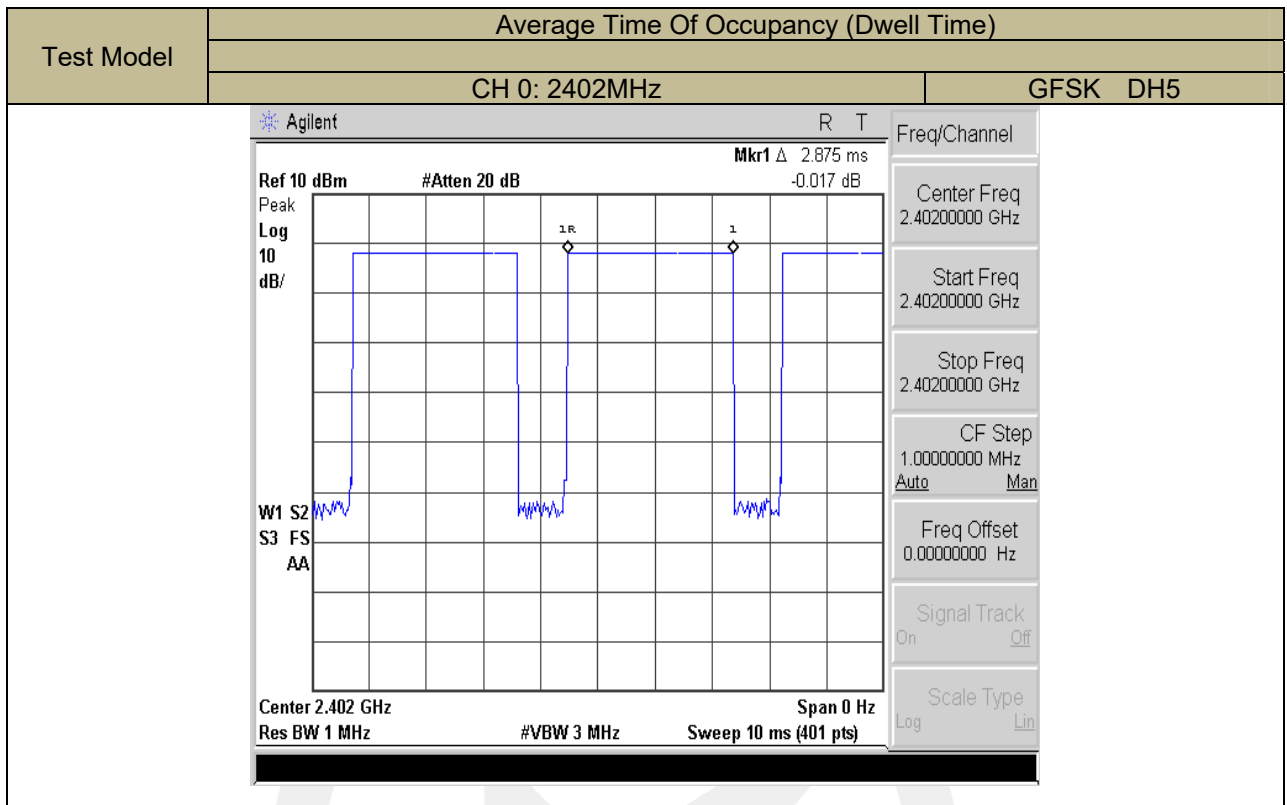 Test Model
Average Time Of Occupancy (Dwell Time)
CH 0: 2402MHz
GFSK DH5
Agilent
R T
Mkr1 Δ 2.875 ms
Ref 10 dBm #Atten 20 dB -0.017 dB
Peak
Log
10
dB/
1R
1
W1 S2
S3 FS
AA
Center 2.402 GHz Span 0 Hz
Res BW 1 MHz #VBW 3 MHz Sweep 10 ms (401 pts)
Freq/Channel
Center Freq
2.40200000 GHz
Start Freq
2.40200000 GHz
Stop Freq
2.40200000 GHz
CF Step
1.00000000 MHz
Auto Man
Freq Offset
0.00000000 Hz
Signal Track
On Off
Scale Type
Log Lin